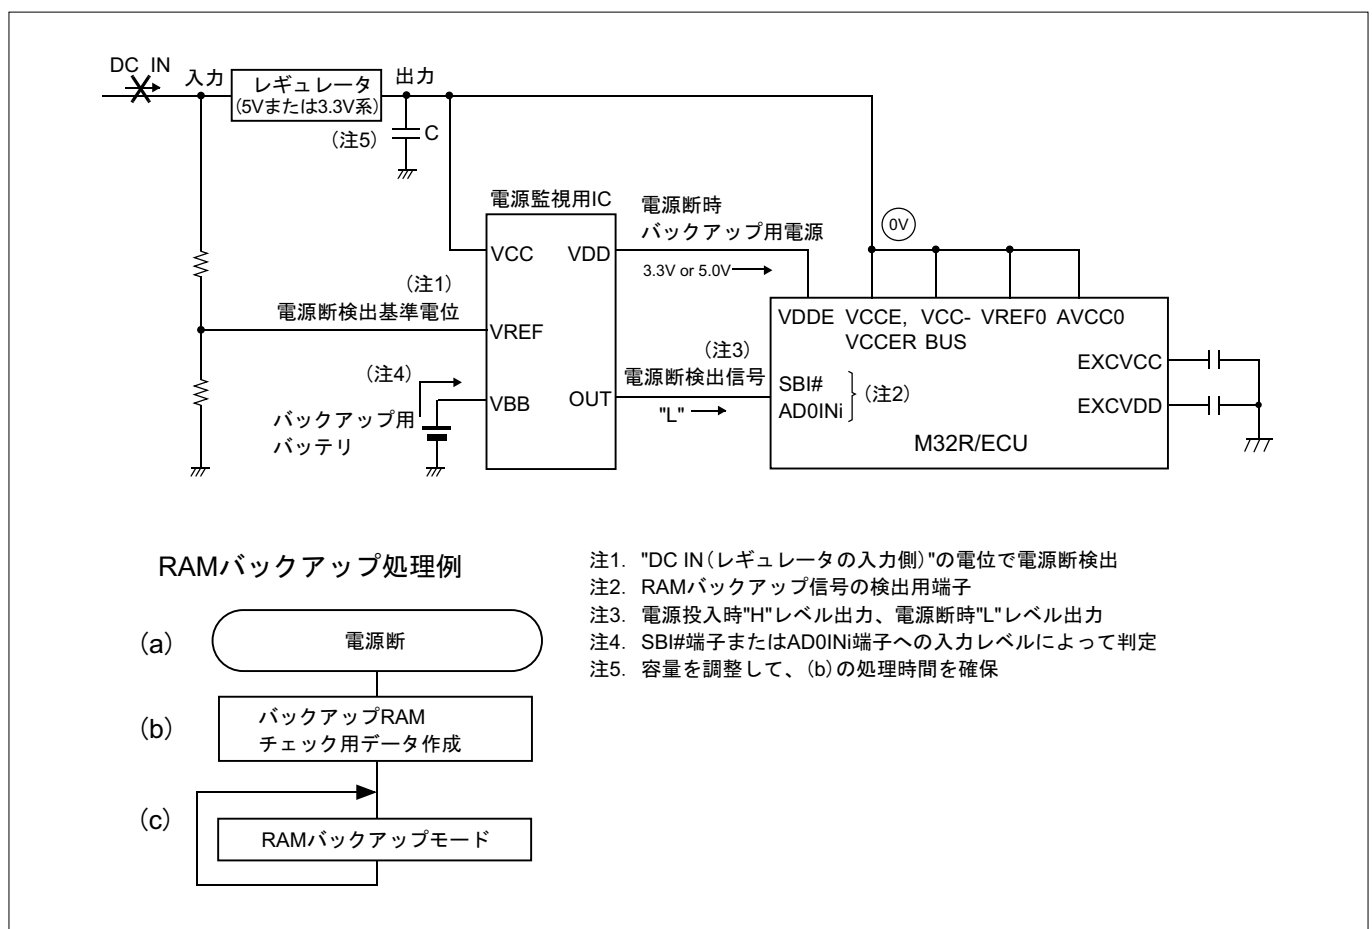 DC IN
入力
レギュレータ
(5Vまたは3.3V系)
出力
(注5)
C
電源監視用IC
電源断時
バックアップ用電源
0V
VCC
VDD
3.3V or 5.0V
(注1)
電源断検出基準電位
VREF
VDDE VCCE, VCC- VREF0 AVCC0
VCCER BUS
(注3)
電源断検出信号
EXCVCC
(注4)
SBI#
AD0INi
(注2)
VBB
OUT
"L"
EXCVDD
バックアップ用
バッテリ
M32R/ECU
RAMバックアップ処理例
(a)
電源断
(b)
バックアップRAM
チェック用データ作成
(c)
RAMバックアップモード
注1. "DC IN(レギュレータの入力側)"の電位で電源断検出
注2. RAMバックアップ信号の検出用端子
注3. 電源投入時"H"レベル出力、電源断時"L"レベル出力
注4. SBI#端子またはAD0INi端子への入力レベルによって判定
注5. 容量を調整して、(b)の処理時間を確保